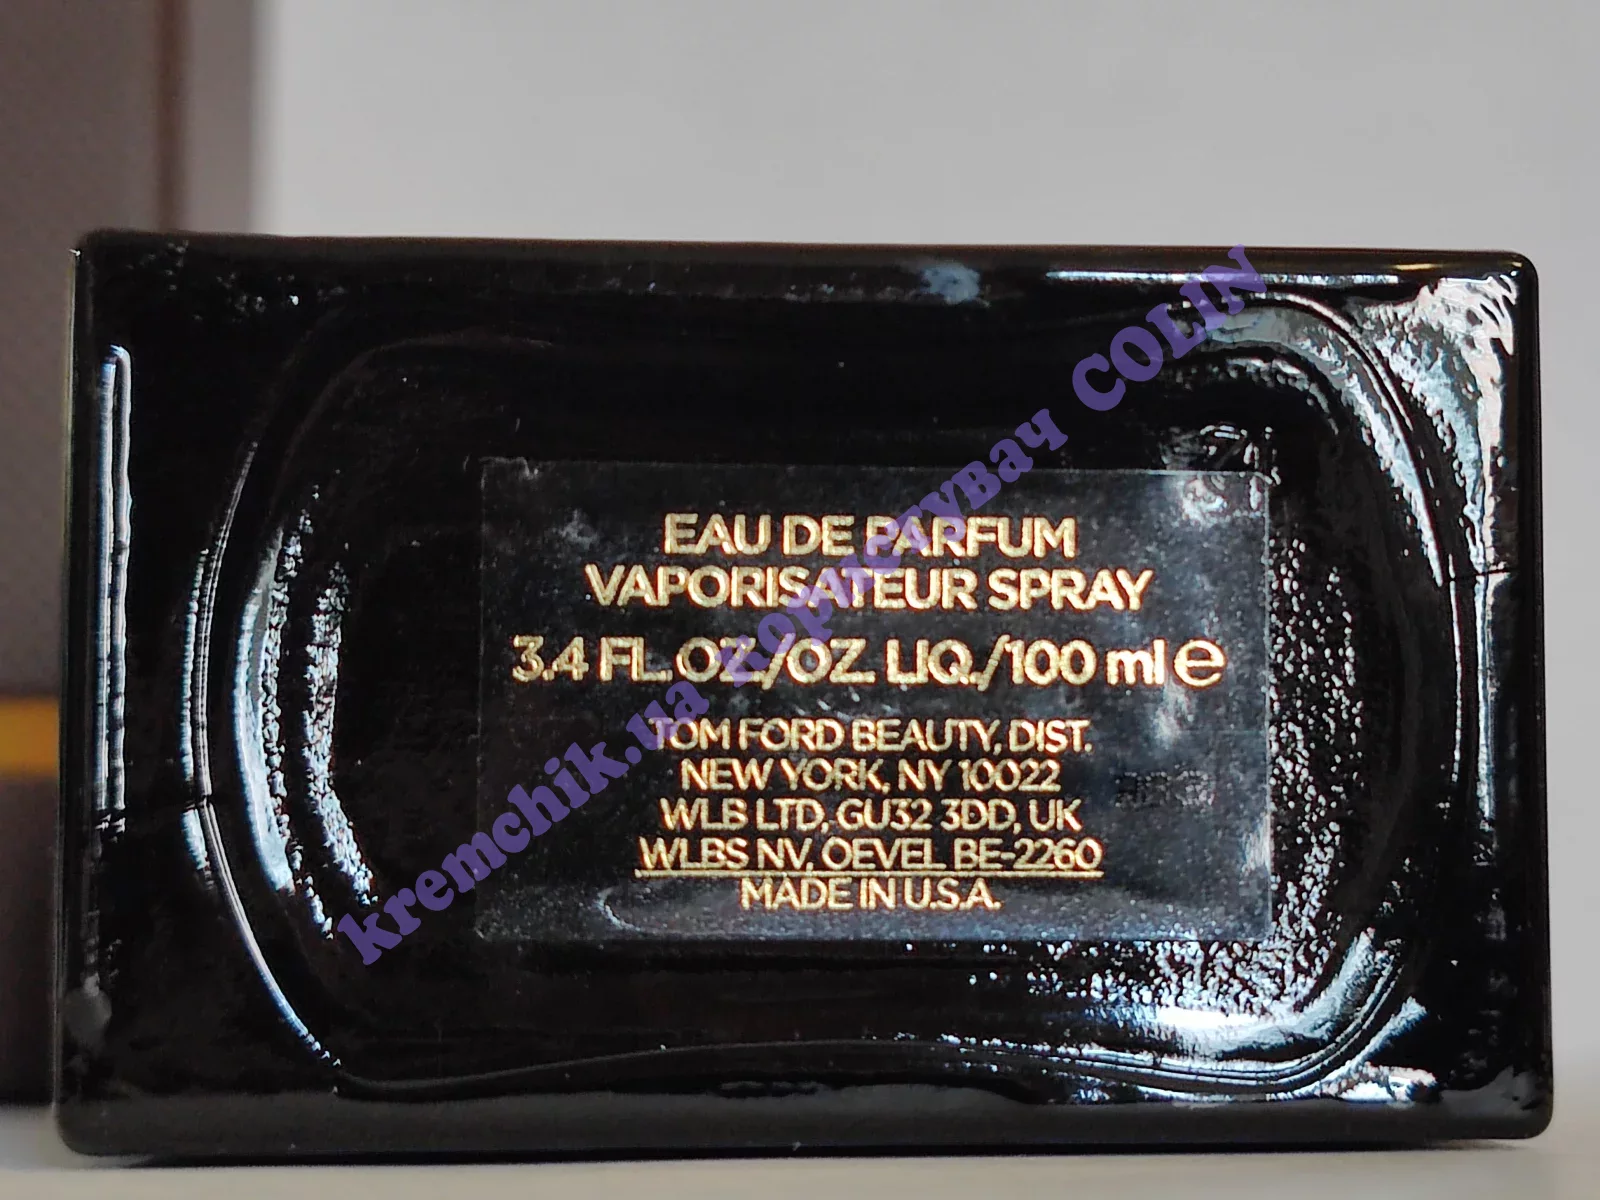 EAU DE PARFUM
VAPORISATEUR SPRAY
3.4 FL. OZ./OZ. LIQ./100 ml e
TOM FORD BEAUTY, DIST.
NEW YORK, NY 10022
WLB LTD, GU32 3DD, UK
WLBS NV, OEVEL BE-2260
MADE IN U.S.A.
kremchik.ua користувач COLIN